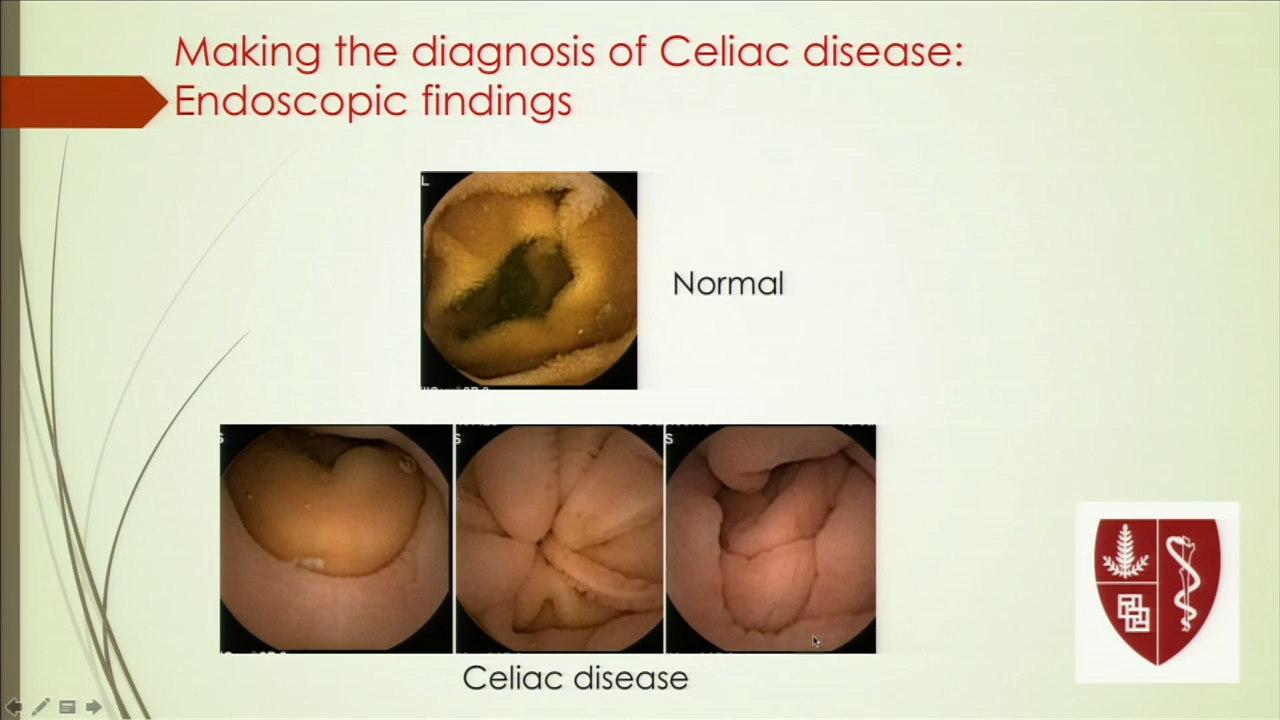 Making the diagnosis of Celiac disease:
Endoscopic findings
L
Normal
S
S
S
Celiac disease